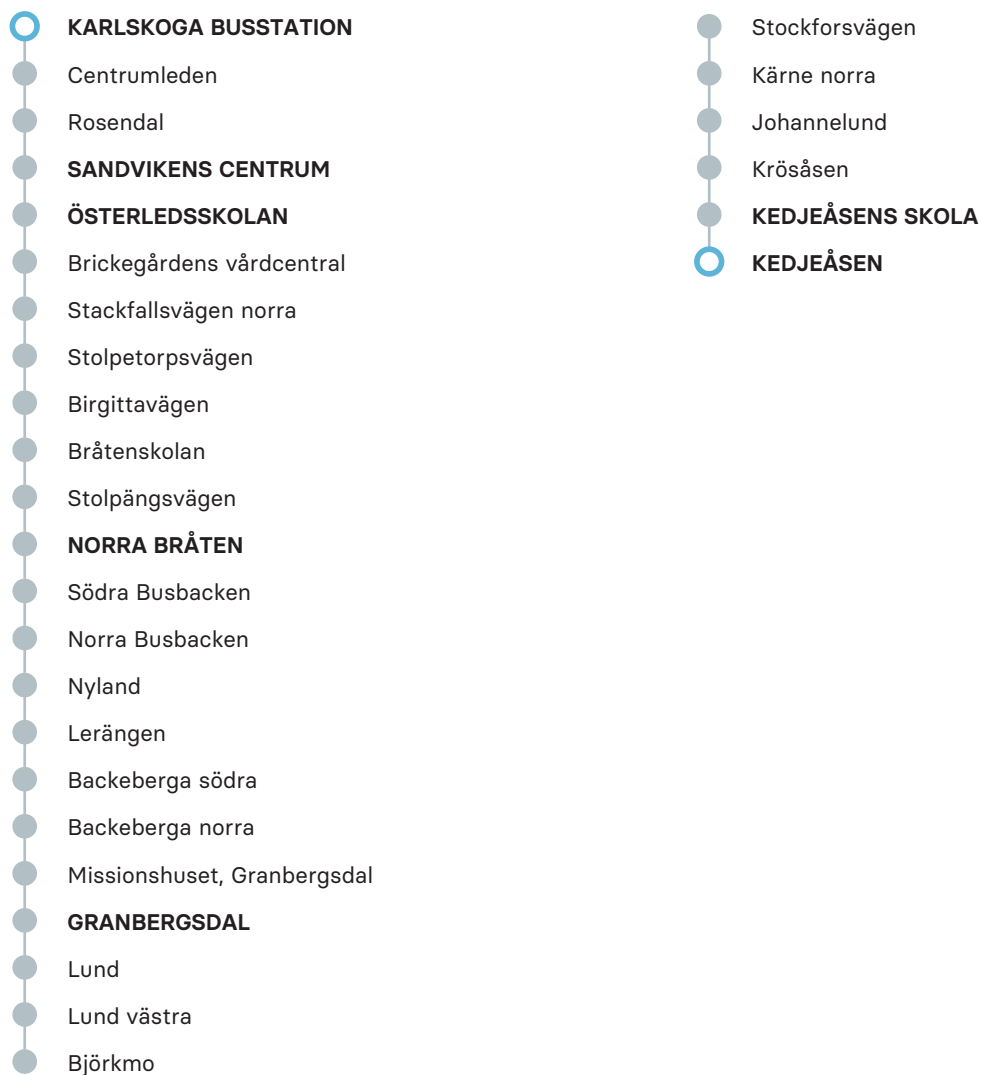 KARLSKOGA BUSSTATION
Centrumleden
Rosendal
SANDVIKENS CENTRUM
ÖSTERLEDSSKOLAN
Brickegårdens vårdcentral
Stackfallsvägen norra
Stolpetorpsvägen
Birgittavägen
Bråtenskolan
Stolpängsvägen
NORRA BRÅTEN
Södra Busbacken
Norra Busbacken
Nyland
Lerängen
Backeberga södra
Backeberga norra
Missionshuset, Granbergsdal
GRANBERGSDAL
Lund
Lund västra
Björkmo
Stockforsvägen
Kärne norra
Johannelund
Krösåsen
KEDJEÅSENS SKOLA
KEDJEÅSEN